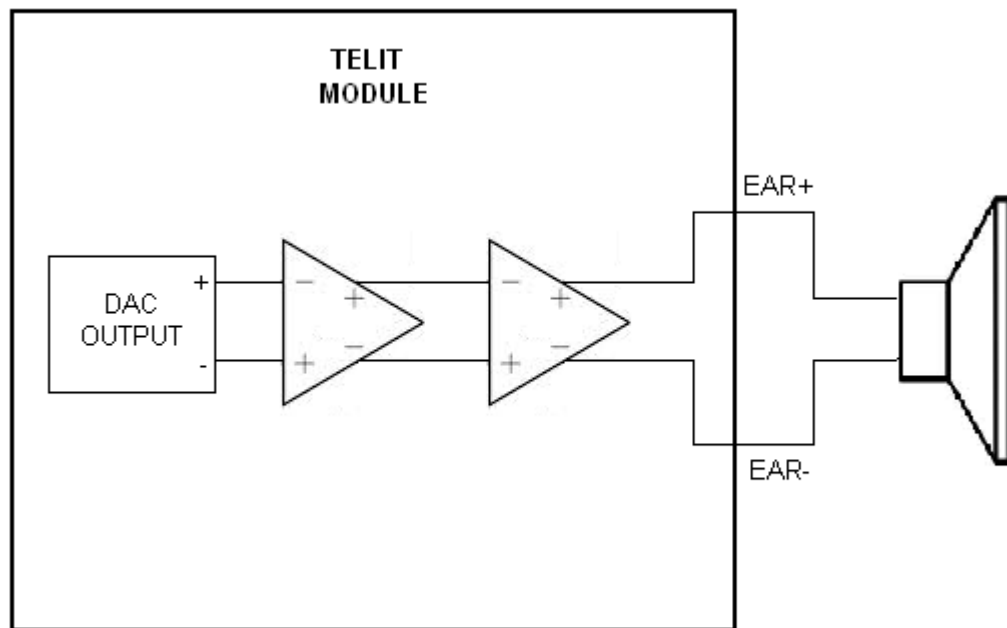 TELIT
MODULE
EAR+
DAC
OUTPUT
+
-
−
+
+
−
−
+
+
−
EAR-